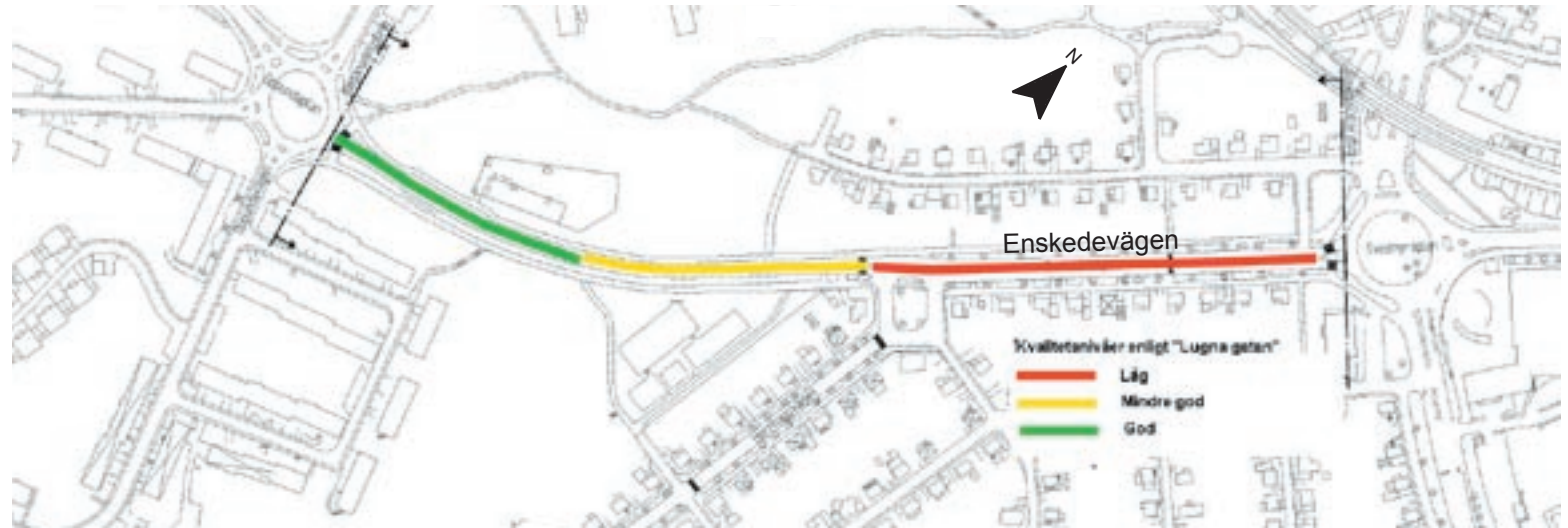 N
Enskedevägen
Kvalitetsnivåer enligt "Lugna gatan"
Låg
Mindre god
God